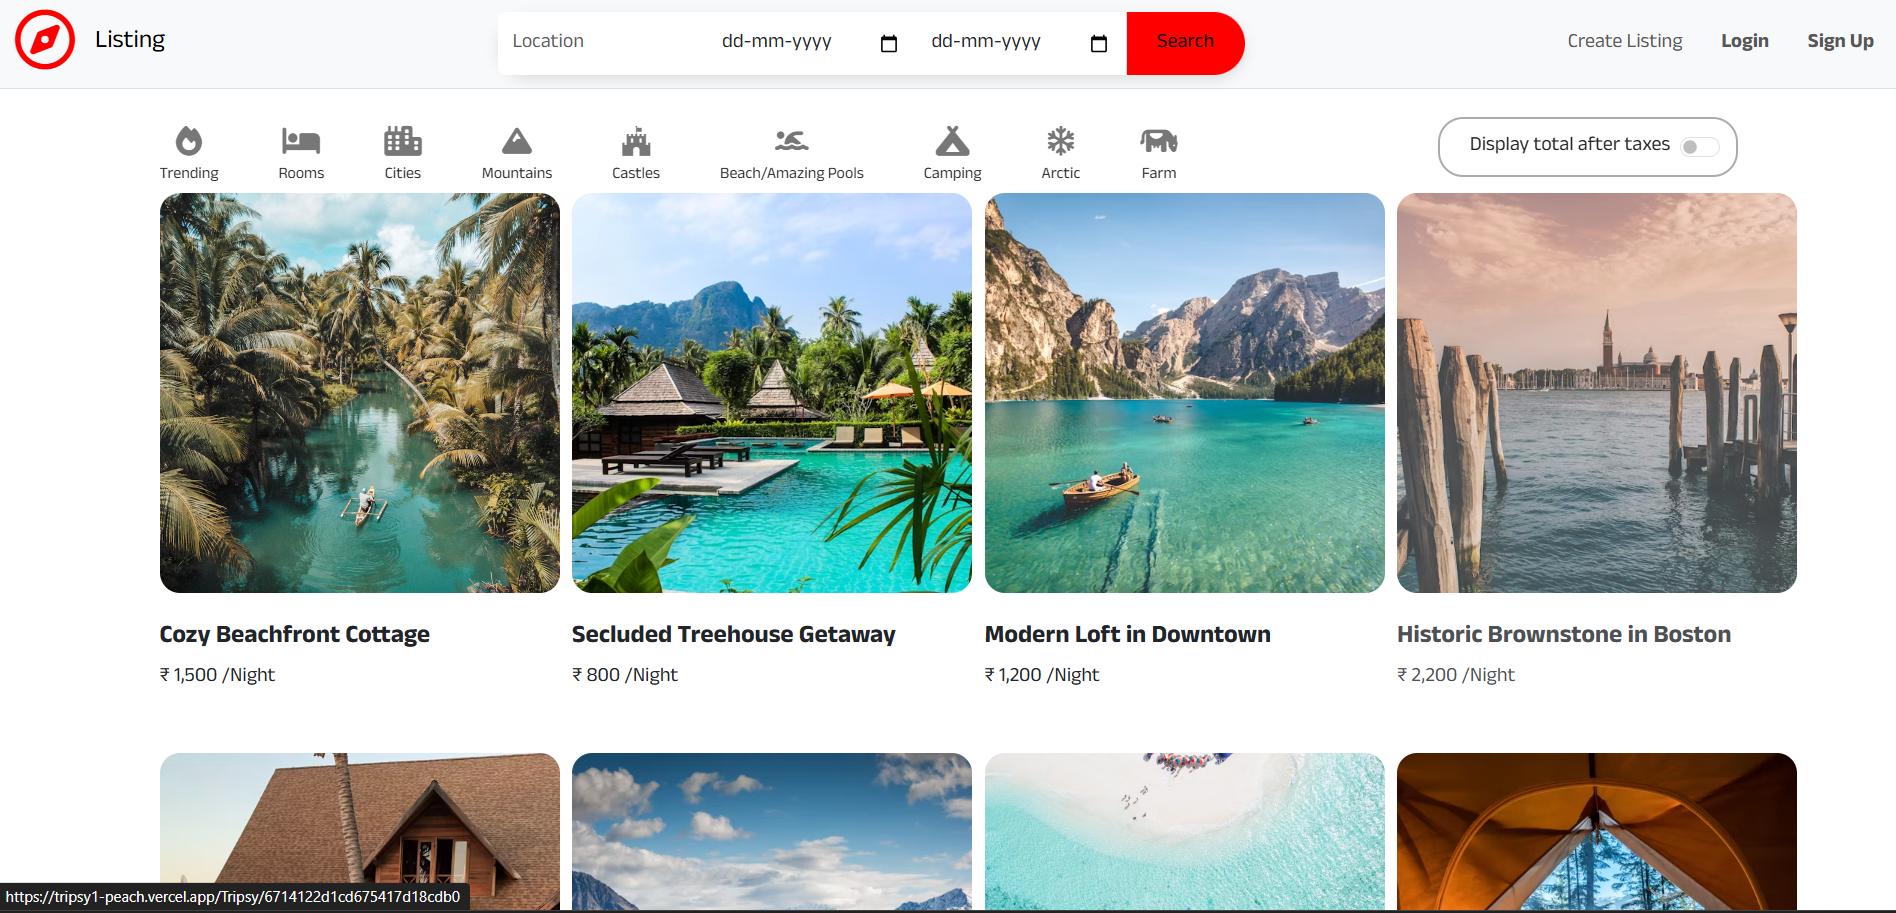 Listing
Location
dd-mm-yyyy
dd-mm-yyyy
Search
Create Listing
Login
Sign Up
Trending
Rooms
Cities
Mountains
Castles
Beach/Amazing Pools
Camping
Arctic
Farm
Display total after taxes
Cozy Beachfront Cottage
₹ 1,500 /Night
Secluded Treehouse Getaway
₹ 800 /Night
Modern Loft in Downtown
₹ 1,200 /Night
Historic Brownstone in Boston
₹ 2,200 /Night
https://tripsy1-peach.vercel.app/Tripsy/6714122d1cd675417d18cdb0